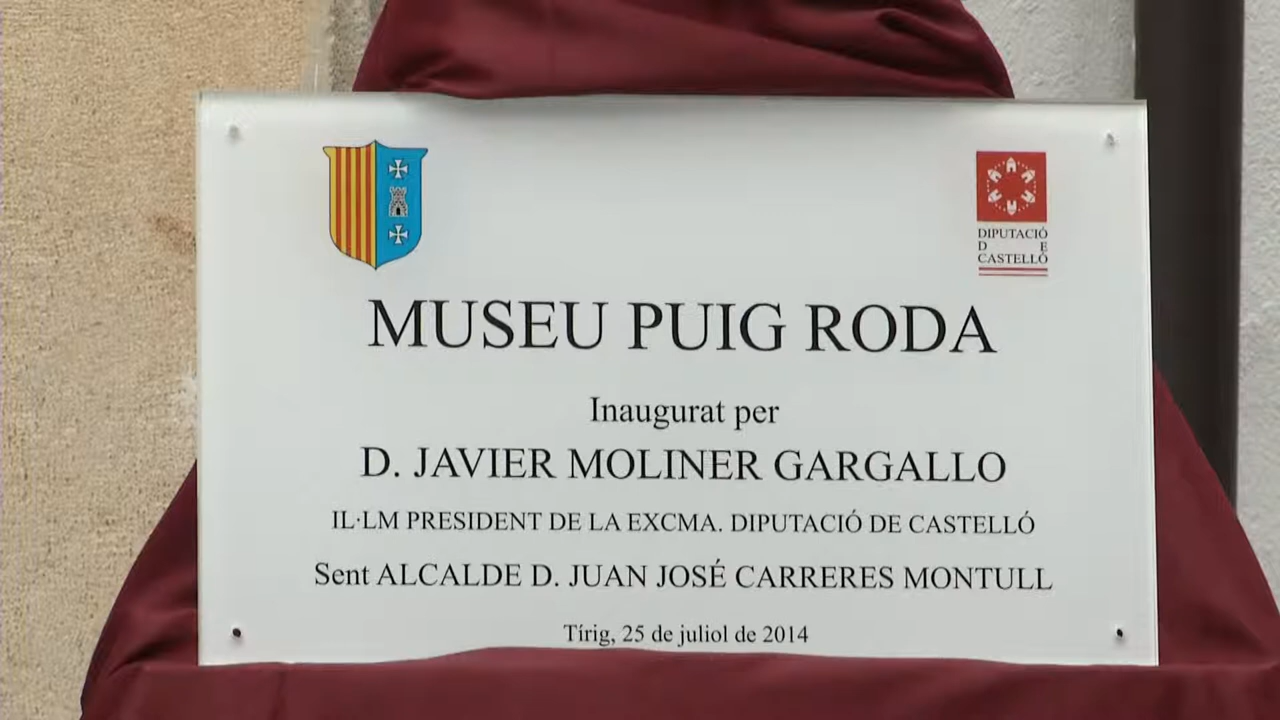 DIPUTACIÓ
D E
CASTELLÓ
MUSEU PUIG RODA
Inaugurat per
D. JAVIER MOLINER GARGALLO
IL·LM PRESIDENT DE LA EXCMA. DIPUTACIÓ DE CASTELLÓ
Sent ALCALDE D. JUAN JOSÉ CARRERES MONTULL
Tírig, 25 de juliol de 2014